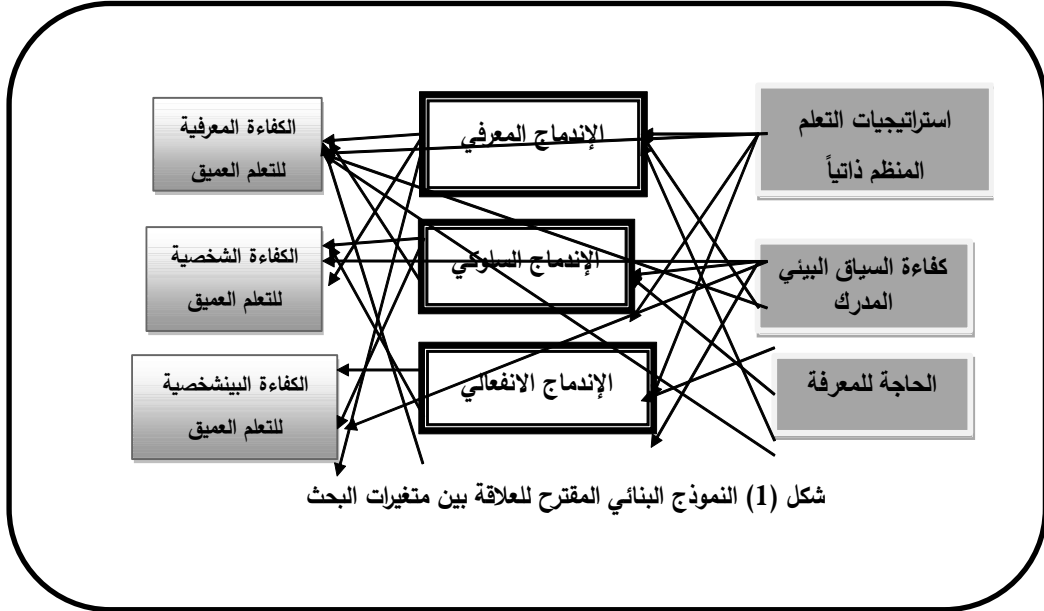 استراتيجيات التعلم
المنظم ذاتياً
الإندماج المعرفي
الكفاءة المعرفية
للتعلم العميق
كفاءة السياق البيئي
المدرك
الإندماج السلوكي
الكفاءة الشخصية
للتعلم العميق
الحاجة للمعرفة
الإندماج الانفعالي
الكفاءة البينشخصية
للتعلم العميق
شكل (1) النموذج البنائي المقترح للعلاقة بين متغيرات البحث